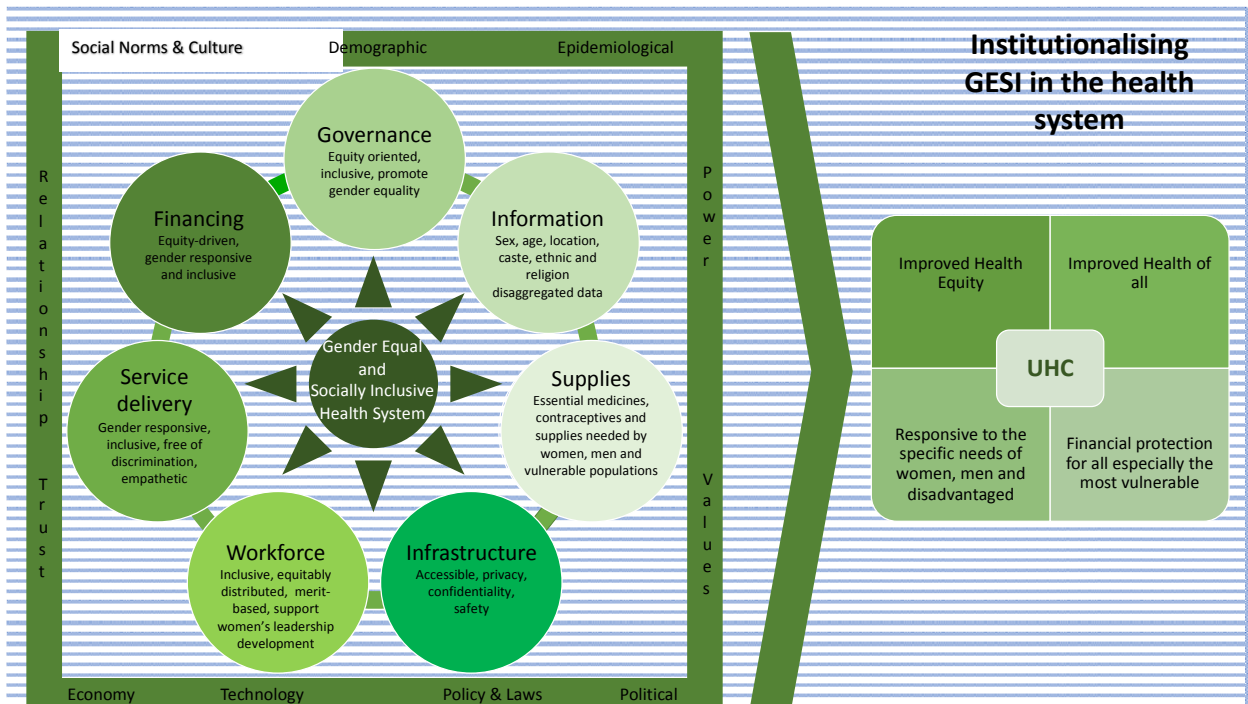 Social Norms & Culture
Demographic
Epidemiological
Institutionalising
GESI in the health
system
Relationship
Trust
Governance
Equity oriented,
inclusive, promote
gender equality
Financing
Equity-driven,
gender responsive
and inclusive
Information
Sex, age, location,
caste, ethnic and
religion
disaggregated data
Power
Values
Gender Equal
and
Socially Inclusive
Health System
Service
delivery
Gender responsive,
inclusive, free of
discrimination,
empathetic
Supplies
Essential medicines,
contraceptives and
supplies needed by
women, men and
vulnerable populations
Workforce
Inclusive, equitably
distributed, merit-
based, support
women’s leadership
development
Infrastructure
Accessible, privacy,
confidentiality,
safety
Economy
Technology
Policy & Laws
Political
Improved Health
Equity
Improved Health of
all
UHC
Responsive to the
specific needs of
women, men and
disadvantaged
Financial protection
for all especially the
most vulnerable